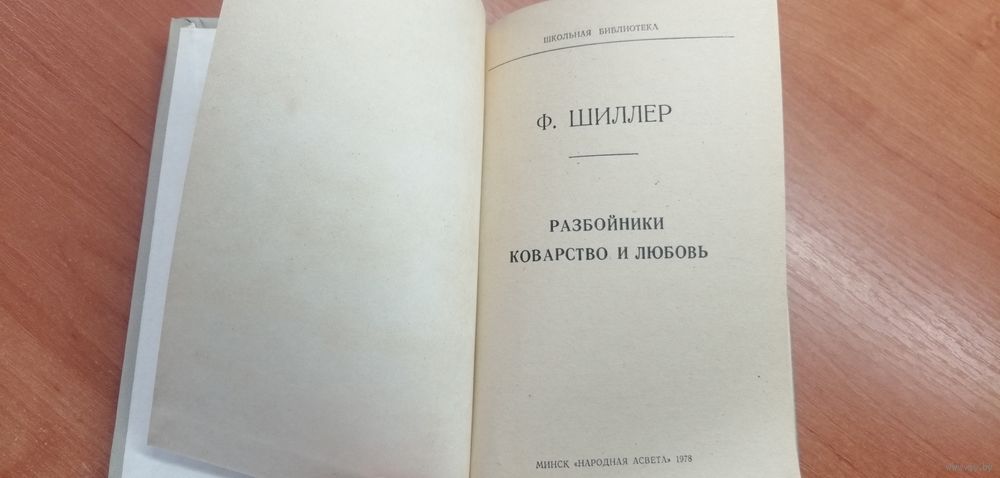 ШКОЛЬНАЯ БИБЛИОТЕКА
Ф. ШИЛЛЕР
РАЗБОЙНИКИ
КОВАРСТВО И ЛЮБОВЬ
МИНСК «НАРОДНАЯ АСВЕТА» 1978